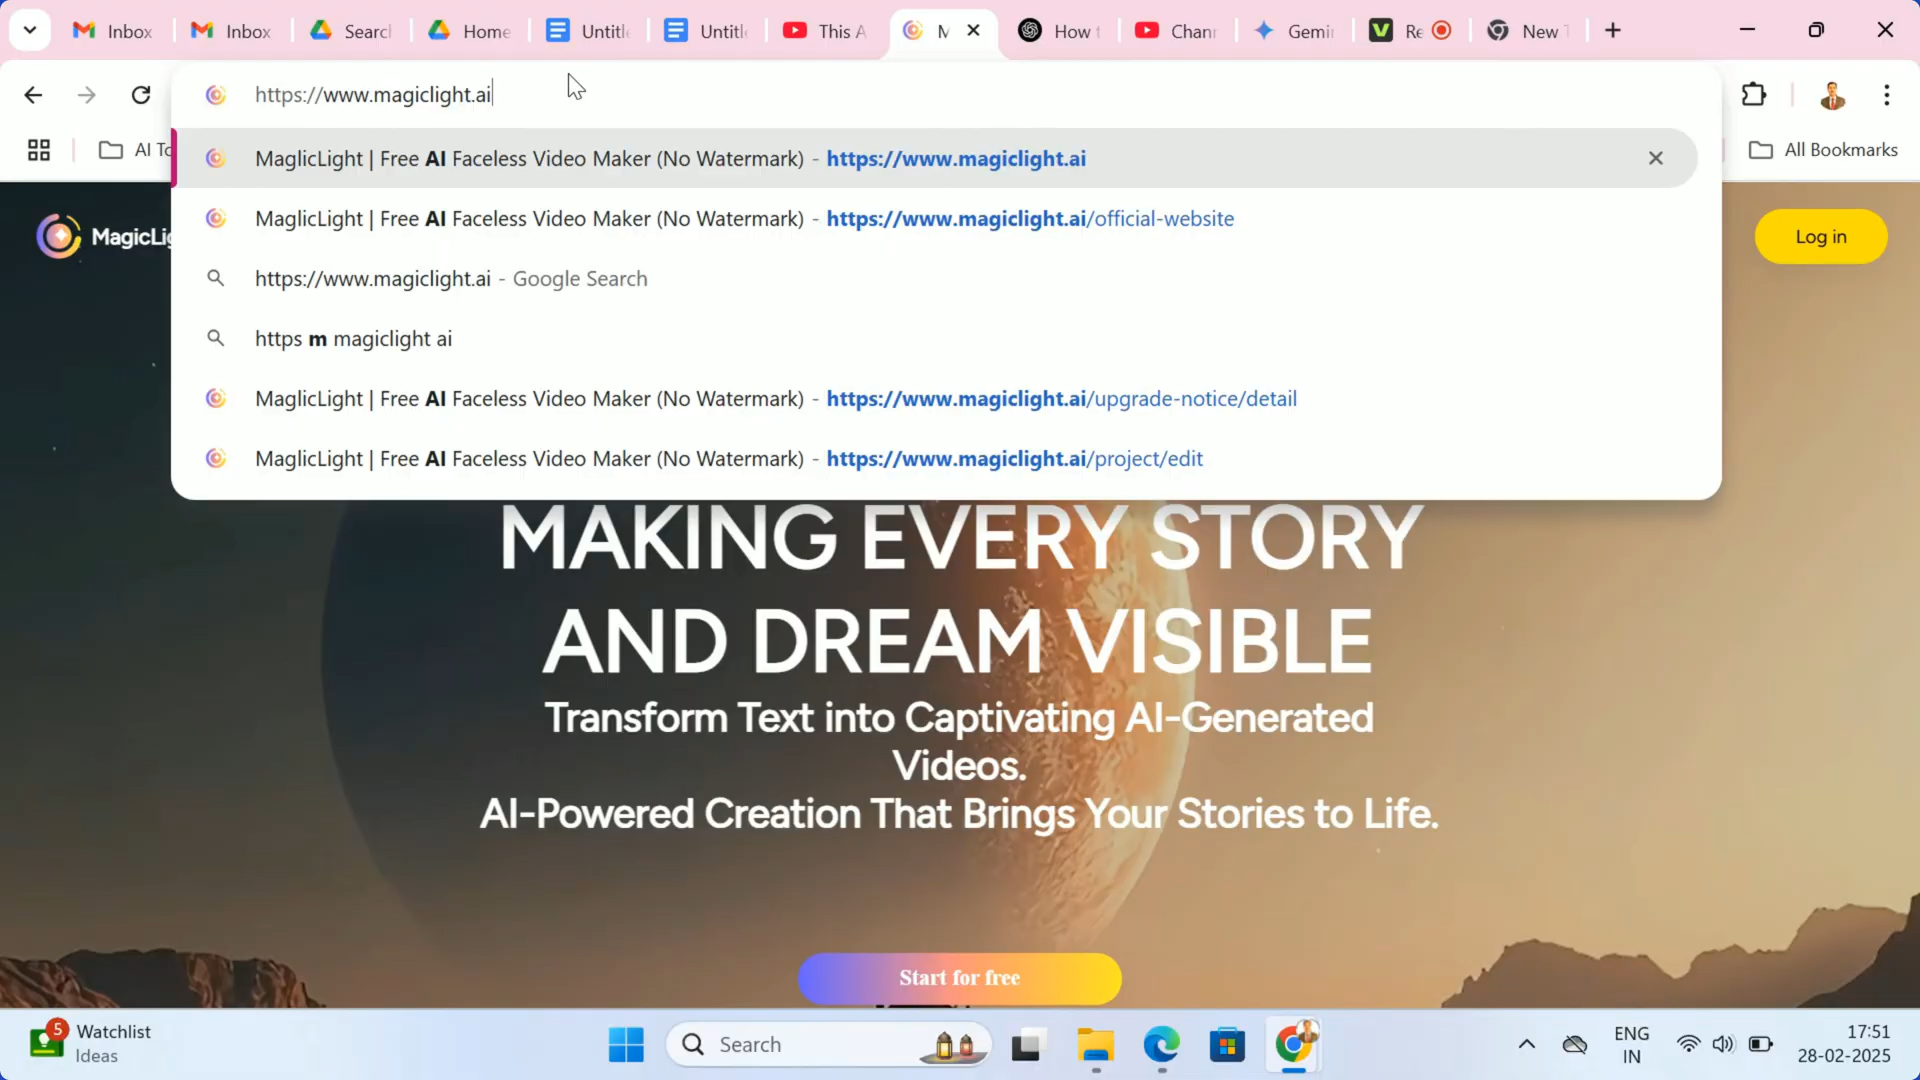 Inbox
Inbox
Searc
Home
Untitl
Untitl
This A
M
How t
Chan
Gemi
Re
New T
https://www.magiclight.ai
AI To
All Bookmarks
MaglicLight | Free AI Faceless Video Maker (No Watermark) - https://www.magiclight.ai
MaglicLight | Free AI Faceless Video Maker (No Watermark) - https://www.magiclight.ai/official-website
https://www.magiclight.ai - Google Search
https m magiclight ai
MaglicLight | Free AI Faceless Video Maker (No Watermark) - https://www.magiclight.ai/upgrade-notice/detail
MaglicLight | Free AI Faceless Video Maker (No Watermark) - https://www.magiclight.ai/project/edit
MagicLig
Log in
MAKING EVERY STORY
AND DREAM VISIBLE
Transform Text into Captivating AI-Generated
Videos.
AI-Powered Creation That Brings Your Stories to Life.
Start for free
5
Watchlist
Ideas
Search
ENG
IN
17:51
28-02-2025